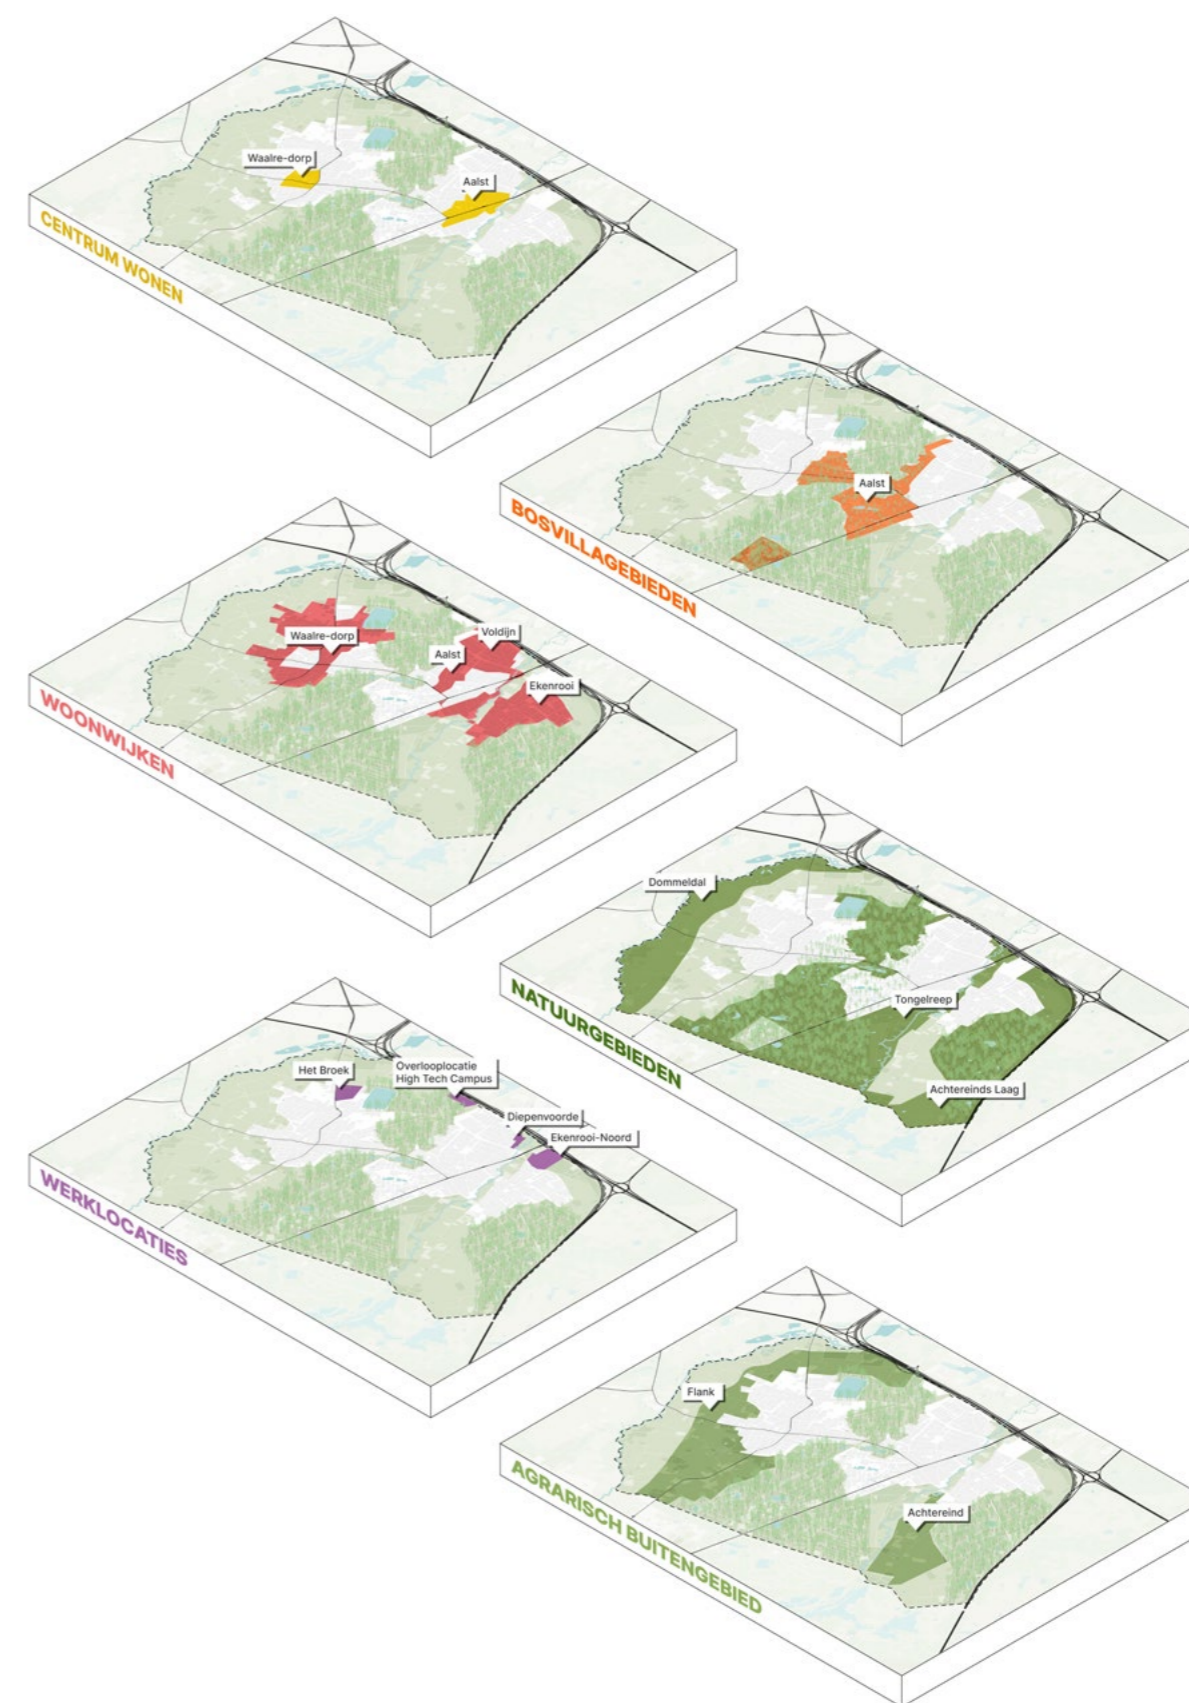 Waalre-dorp
Aalst
CENTRUM WONEN
Aalst
BOSVILLAGEBIEDEN
Waalre-dorp
Voldijn
Aalst
Ekenrooi
WOONWIJKEN
Dommeldal
Tongelreep
Achtereinds Laag
NATUURGEBIEDEN
Het Broek
Overlooplocatie
High Tech Campus
Diepenvoorde
Ekenrooi-Noord
WERKLOCATIES
Flank
Achtereind
AGRARISCH BUITENGEBIED